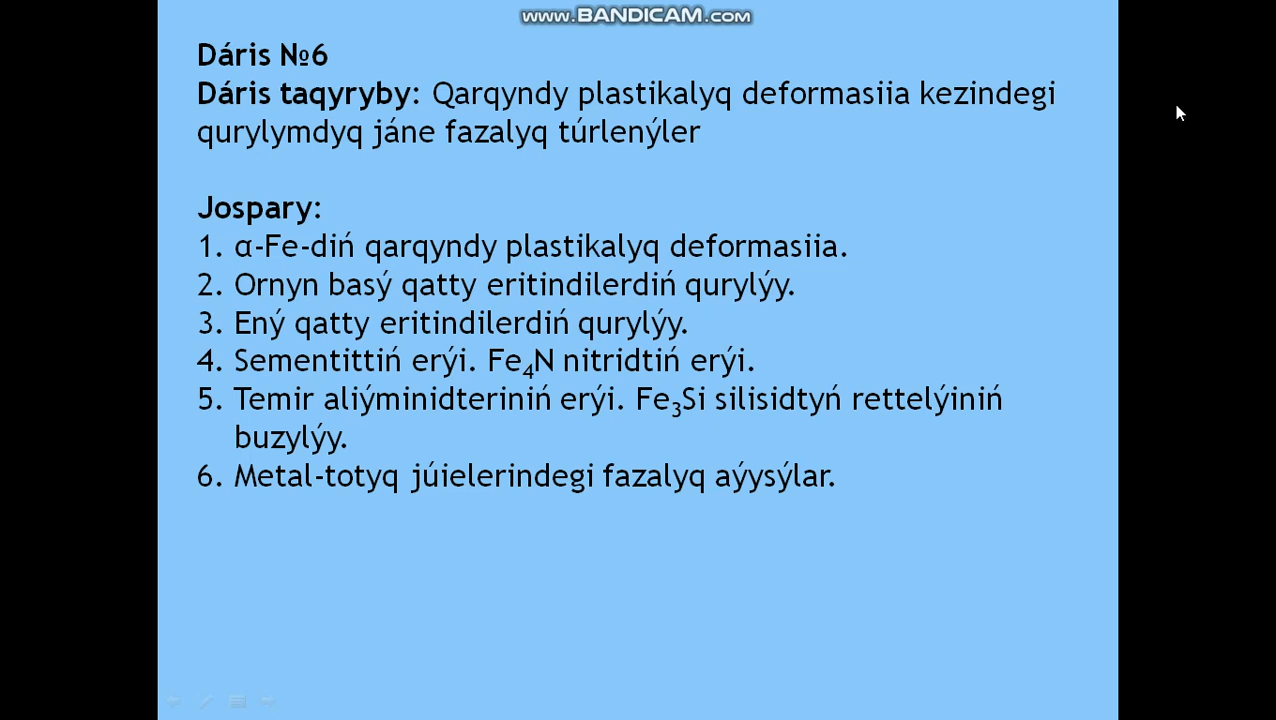 www.BANDICAM.com
Dáris №6
Dáris taqyryby: Qarqyndy plastikalyq deformasiia kezindegi
qurylymdyq jáne fazalyq túrlenýler
Jospary:
1. α-Fe-diń qarqyndy plastikalyq deformasiia.
2. Ornyn basý qatty eritindilerdiń qurylýy.
3. Ený qatty eritindilerdiń qurylýy.
4. Sementittiń erýi. Fe₄N nitridtiń erýi.
5. Temir aliýminidteriniń erýi. Fe₃Si silisidtyń rettelýiniń
buzylýy.
6. Metal-totyq júielerindegi fazalyq aýysýlar.